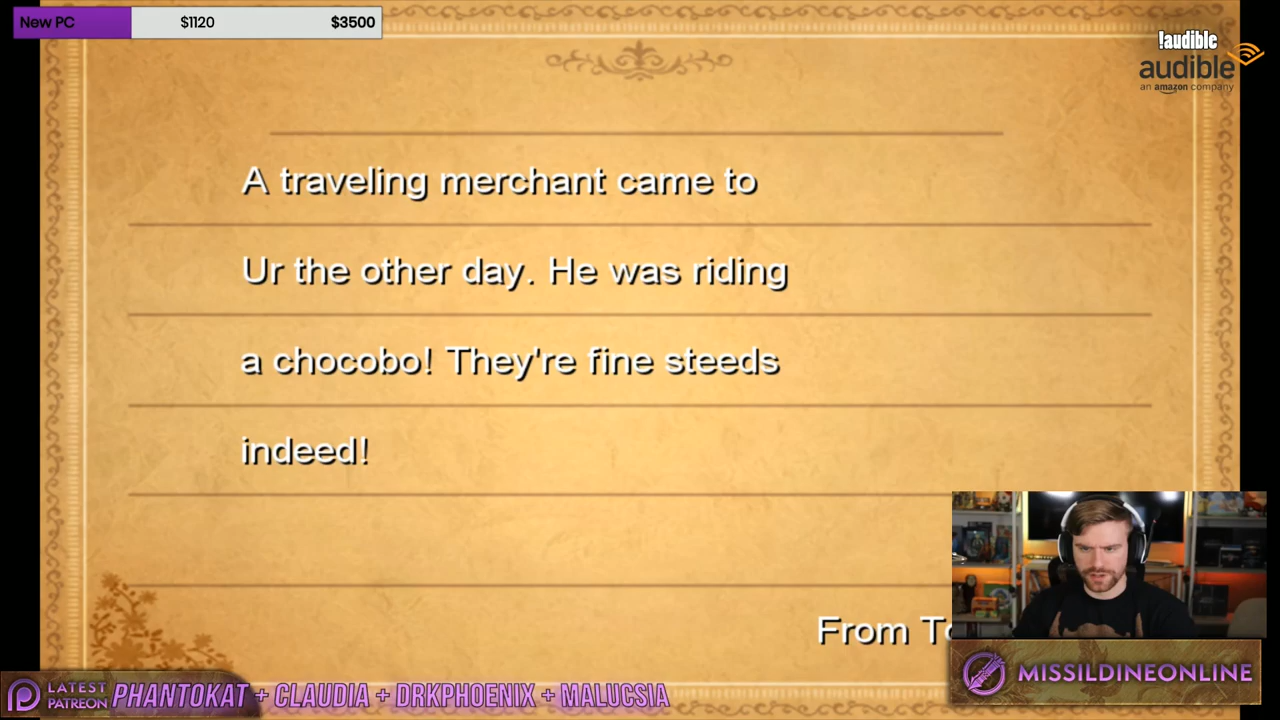 New PC $1120 $3500
!audible
audible
an amazon company
A traveling merchant came to
Ur the other day. He was riding
a chocobo! They're fine steeds
indeed!
From
LATEST
PATREON
PHANTOKAT + CLAUDIA + DRKPHOENIX + MALUCSIA
MISSILDINEONLINE